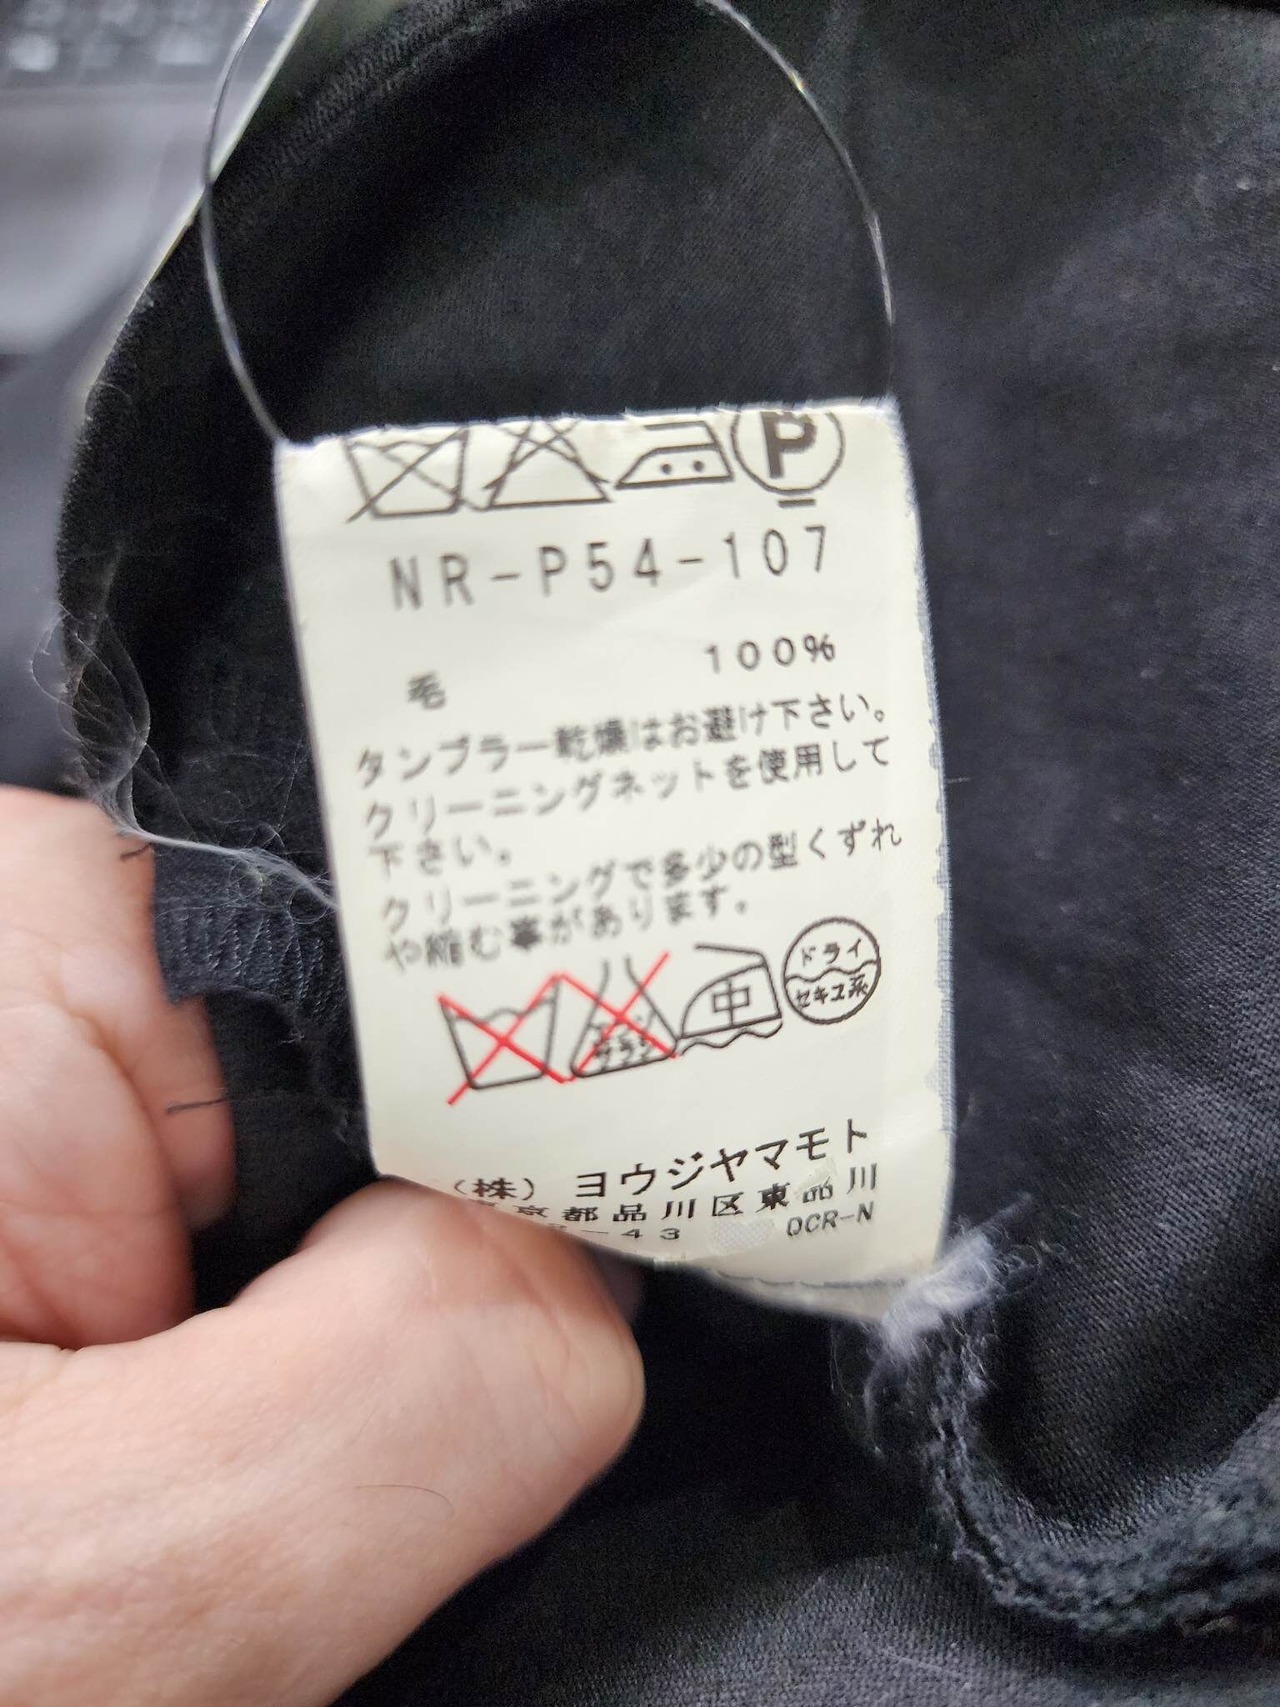 P
NR-P54-107
毛 100%
タンブラー乾燥はお避け下さい。
クリーニングネットを使用して
下さい。
クリーニングで多少の型くずれ
や縮む事があります。
中
ドライ
セキユ系
(株) ヨウジヤマモト
東京都品川区東品川
-43 OCR-N